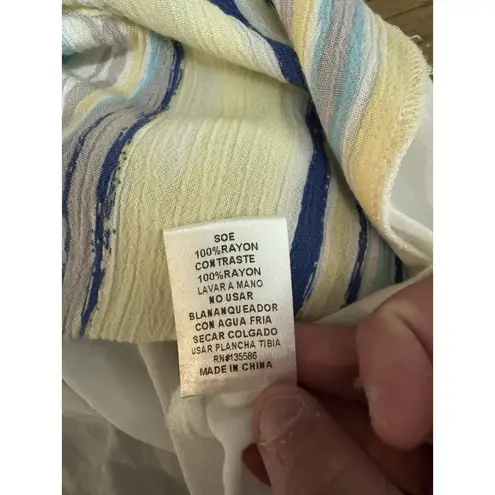 SOE
100%RAYON
CONTRASTE
100%RAYON
LAVAR A MANO
NO USAR
BLANANQUEADOR
CON AGUA FRIA
SECAR COLGADO
USAR PLANCHA TIBIA
RN#135586
MADE IN CHINA